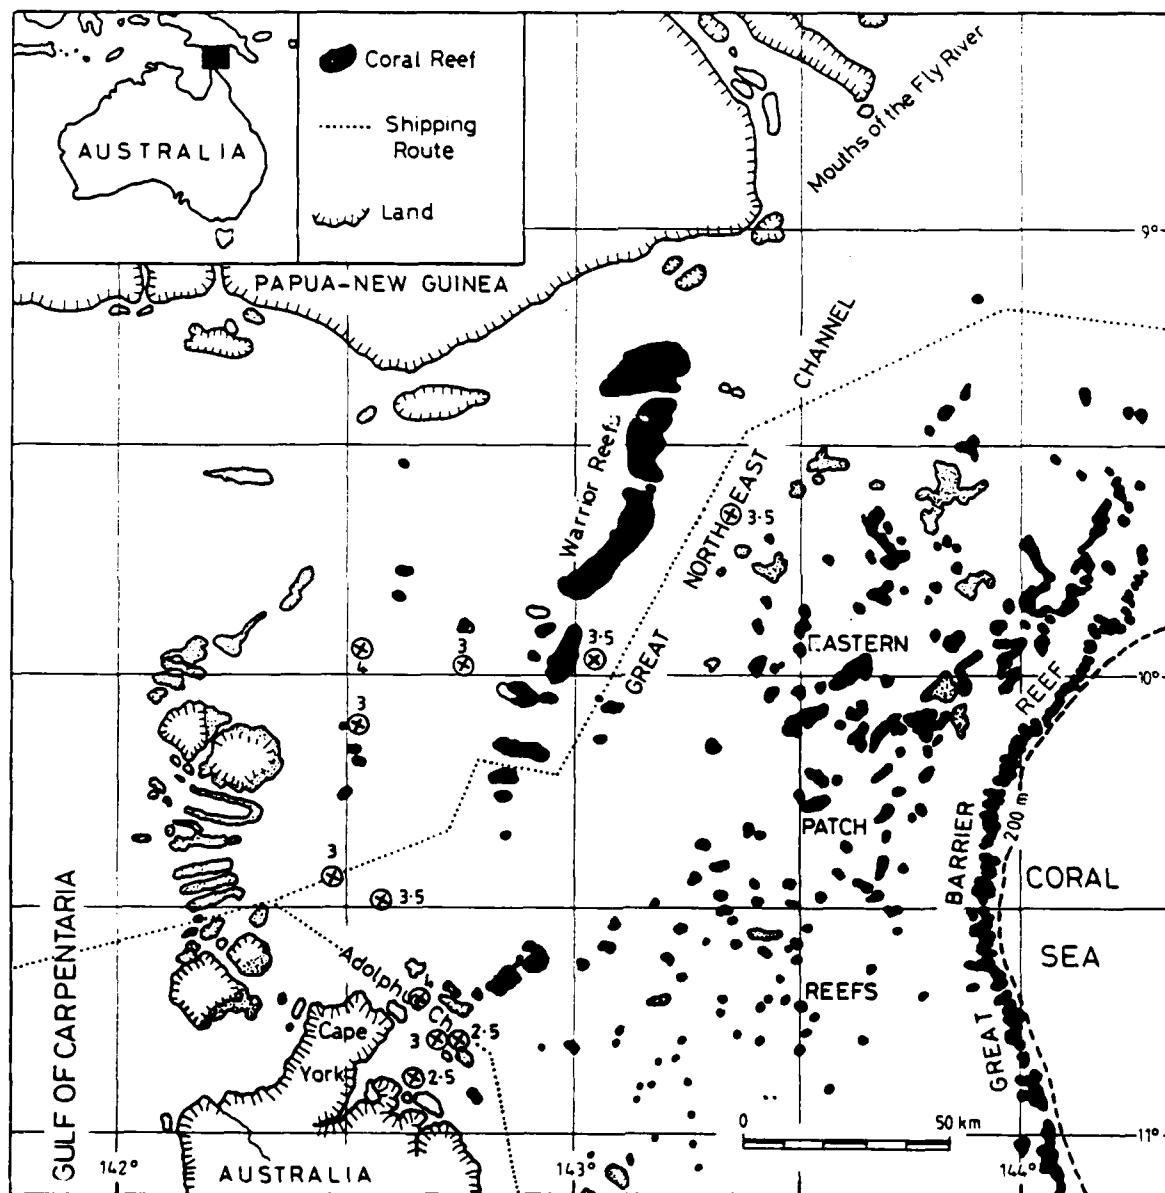 AUSTRALIA
Coral Reef
Shipping
Route
Land
Mouths of the Fly River
9°
PAPUA-NEW GUINEA
GREAT NORTH EAST CHANNEL
Warrior Reefs
3·5
3·5
3
4
3
EASTERN
10°
PATCH
REEFS
GREAT BARRIER REEF
200 m
CORAL
SEA
3
3·5
GULF OF CARPENTARIA
Adolphus Ch
Cape
York
3
2·5
2·5
0
50 km
11°
142°
143°
144°
AUSTRALIA